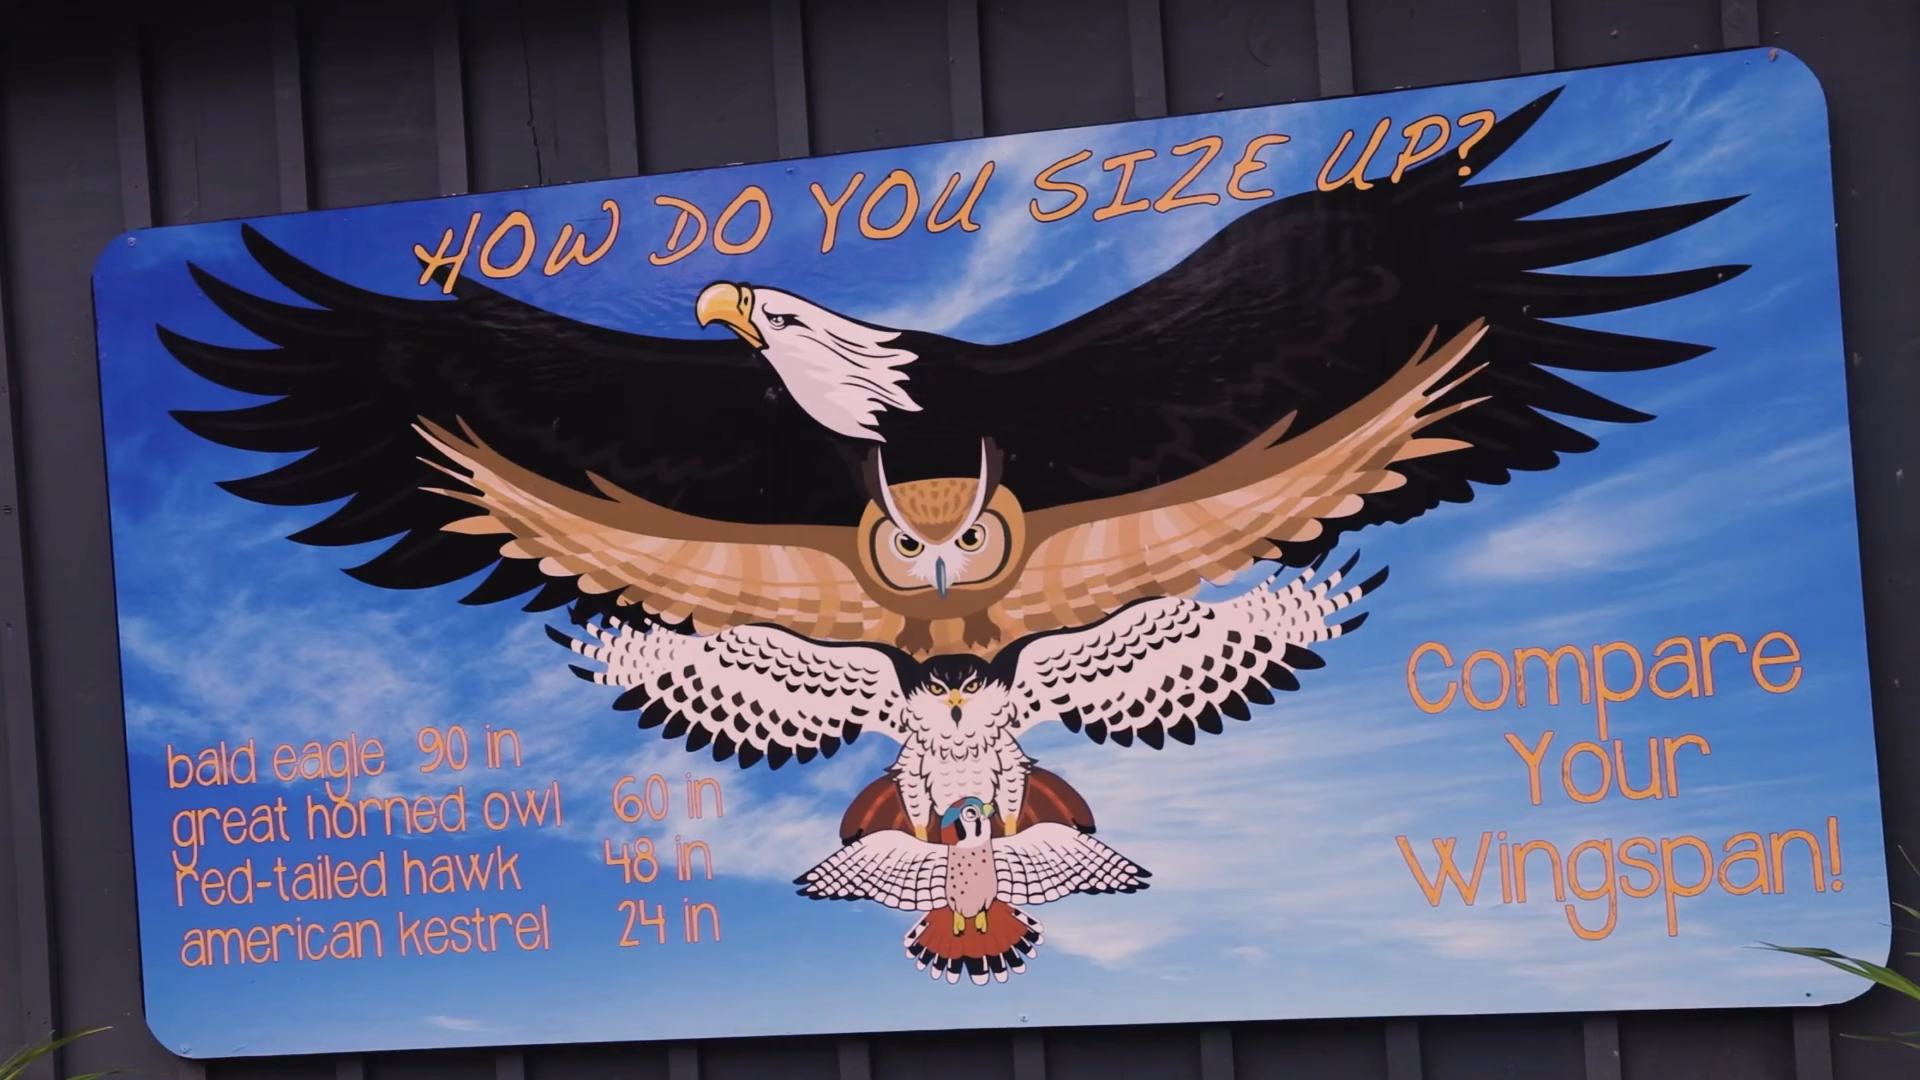 HOW DO YOU SIZE UP?
bald eagle 90 in
great horned owl 60 in
red-tailed hawk 48 in
american kestrel 24 in
Compare
Your
Wingspan!